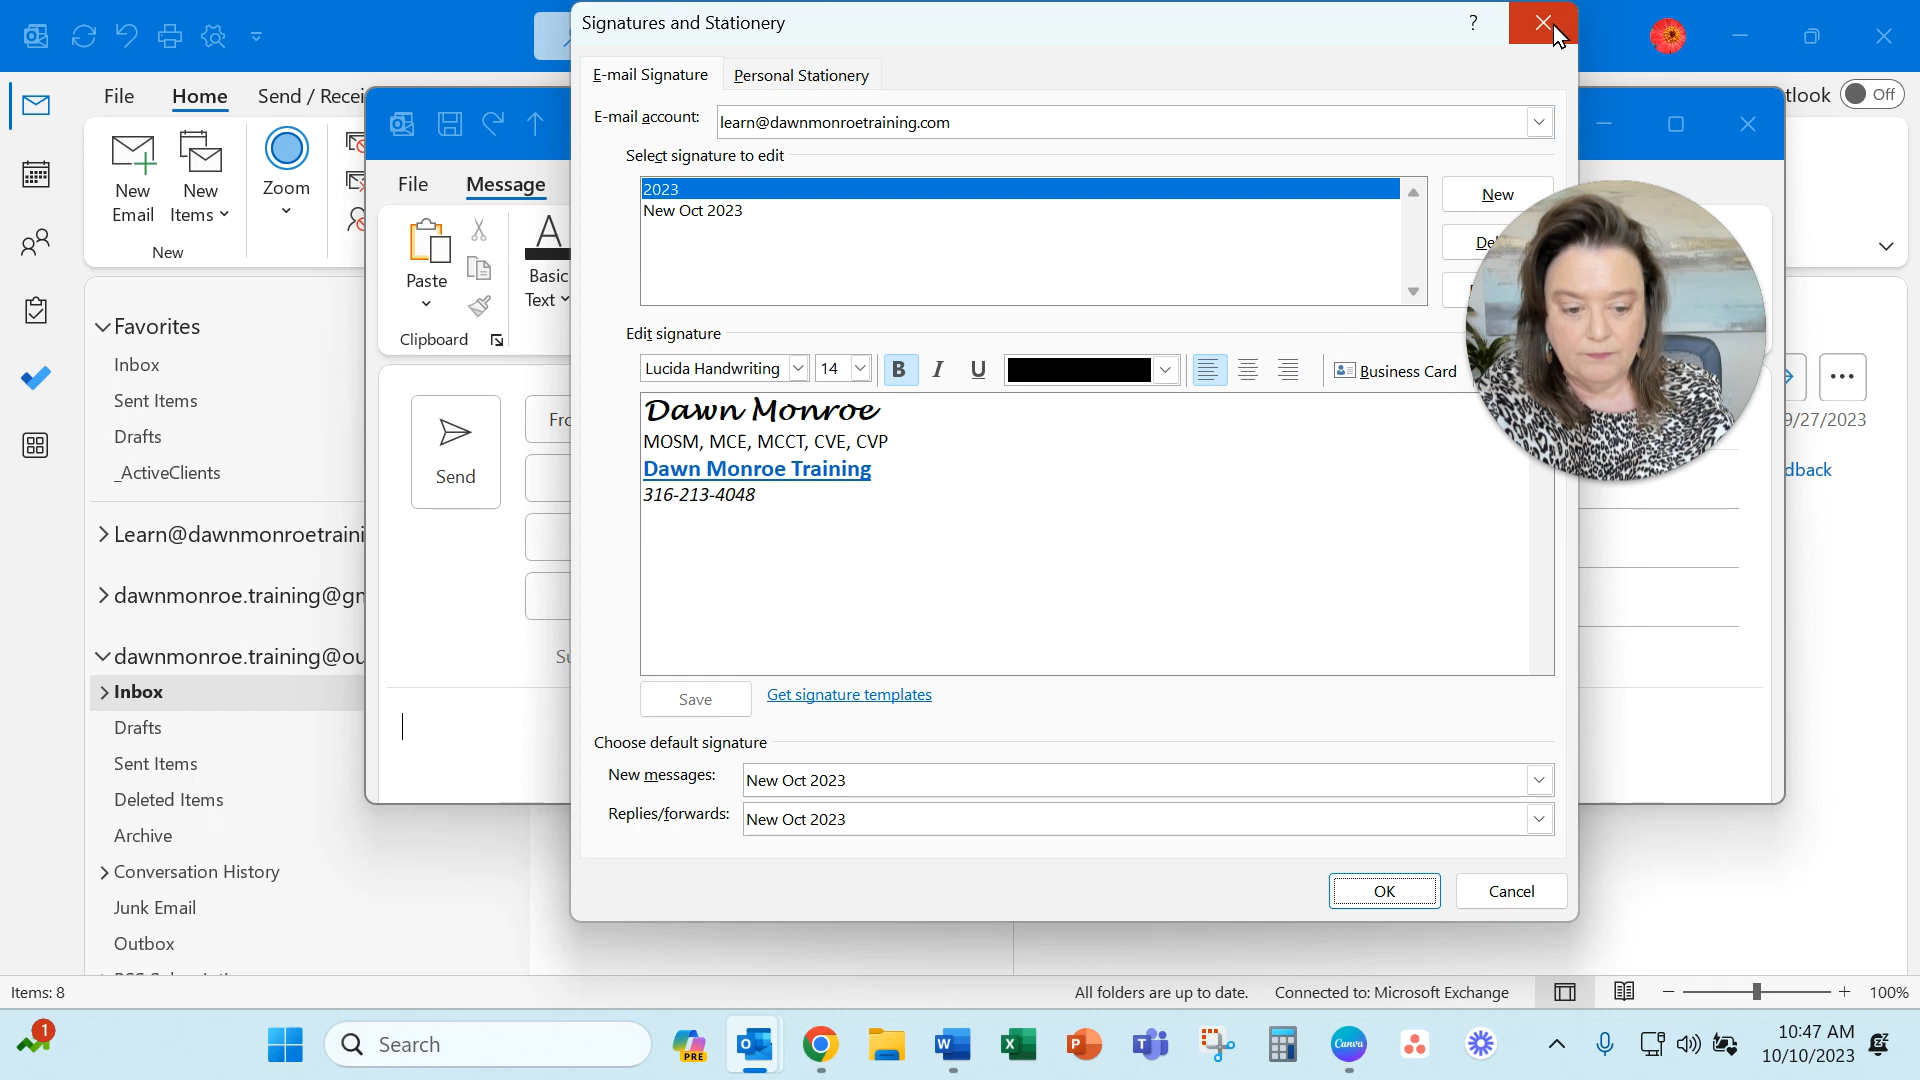 Signatures and Stationery
?
E-mail Signature
Personal Stationery
E-mail account:
learn@dawnmonroetraining.com
Select signature to edit
2023
New Oct 2023
New
Edit signature
Lucida Handwriting
14
B
I
U
Business Card
Dawn Monroe
MOSM, MCE, MCCT, CVE, CVP
Dawn Monroe Training
316-213-4048
Save
Get signature templates
Choose default signature
New messages:
New Oct 2023
Replies/forwards:
New Oct 2023
OK
Cancel
File
Home
Send / Recei
Off
New
Email
New
Items
Zoom
New
File
Message
Paste
Basic
Text
Clipboard
Send
Favorites
Inbox
Sent Items
Drafts
_ActiveClients
Learn@dawnmonroetraini
dawnmonroe.training@gm
dawnmonroe.training@ou
Inbox
Drafts
Sent Items
Deleted Items
Archive
Conversation History
Junk Email
Outbox
9/27/2023
Items: 8
All folders are up to date.
Connected to: Microsoft Exchange
100%
1
Search
PRE
Canva
10:47 AM
10/10/2023